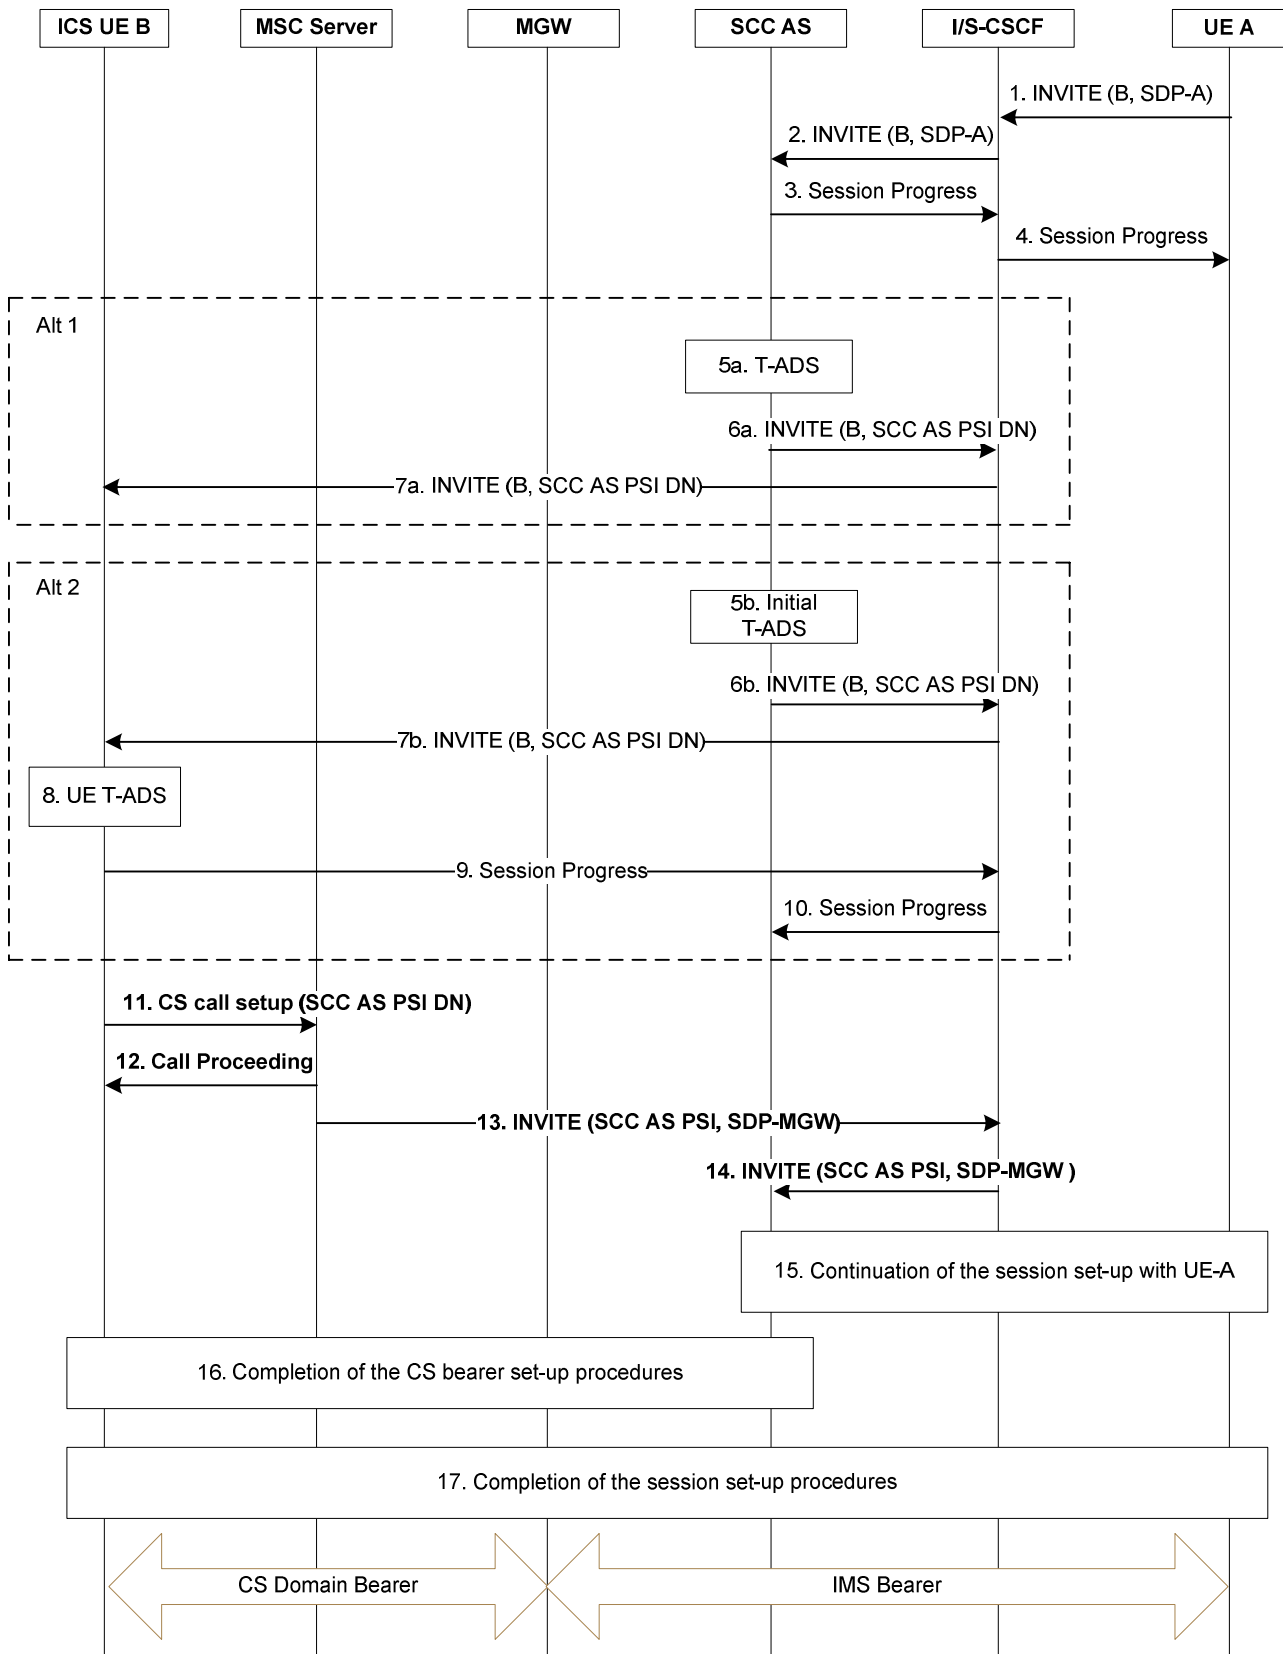 ICS UE B
MSC Server
MGW
SCC AS
I/S-CSCF
UE A
1. INVITE (B, SDP-A)
2. INVITE (B, SDP-A)
3. Session Progress
4. Session Progress
Alt 1
5a. T-ADS
6a. INVITE (B, SCC AS PSI DN)
7a. INVITE (B, SCC AS PSI DN)
Alt 2
5b. Initial
T-ADS
6b. INVITE (B, SCC AS PSI DN)
7b. INVITE (B, SCC AS PSI DN)
8. UE T-ADS
9. Session Progress
10. Session Progress
11. CS call setup (SCC AS PSI DN)
12. Call Proceeding
13. INVITE (SCC AS PSI, SDP-MGW)
14. INVITE (SCC AS PSI, SDP-MGW )
15. Continuation of the session set-up with UE-A
16. Completion of the CS bearer set-up procedures
17. Completion of the session set-up procedures
CS Domain Bearer
IMS Bearer